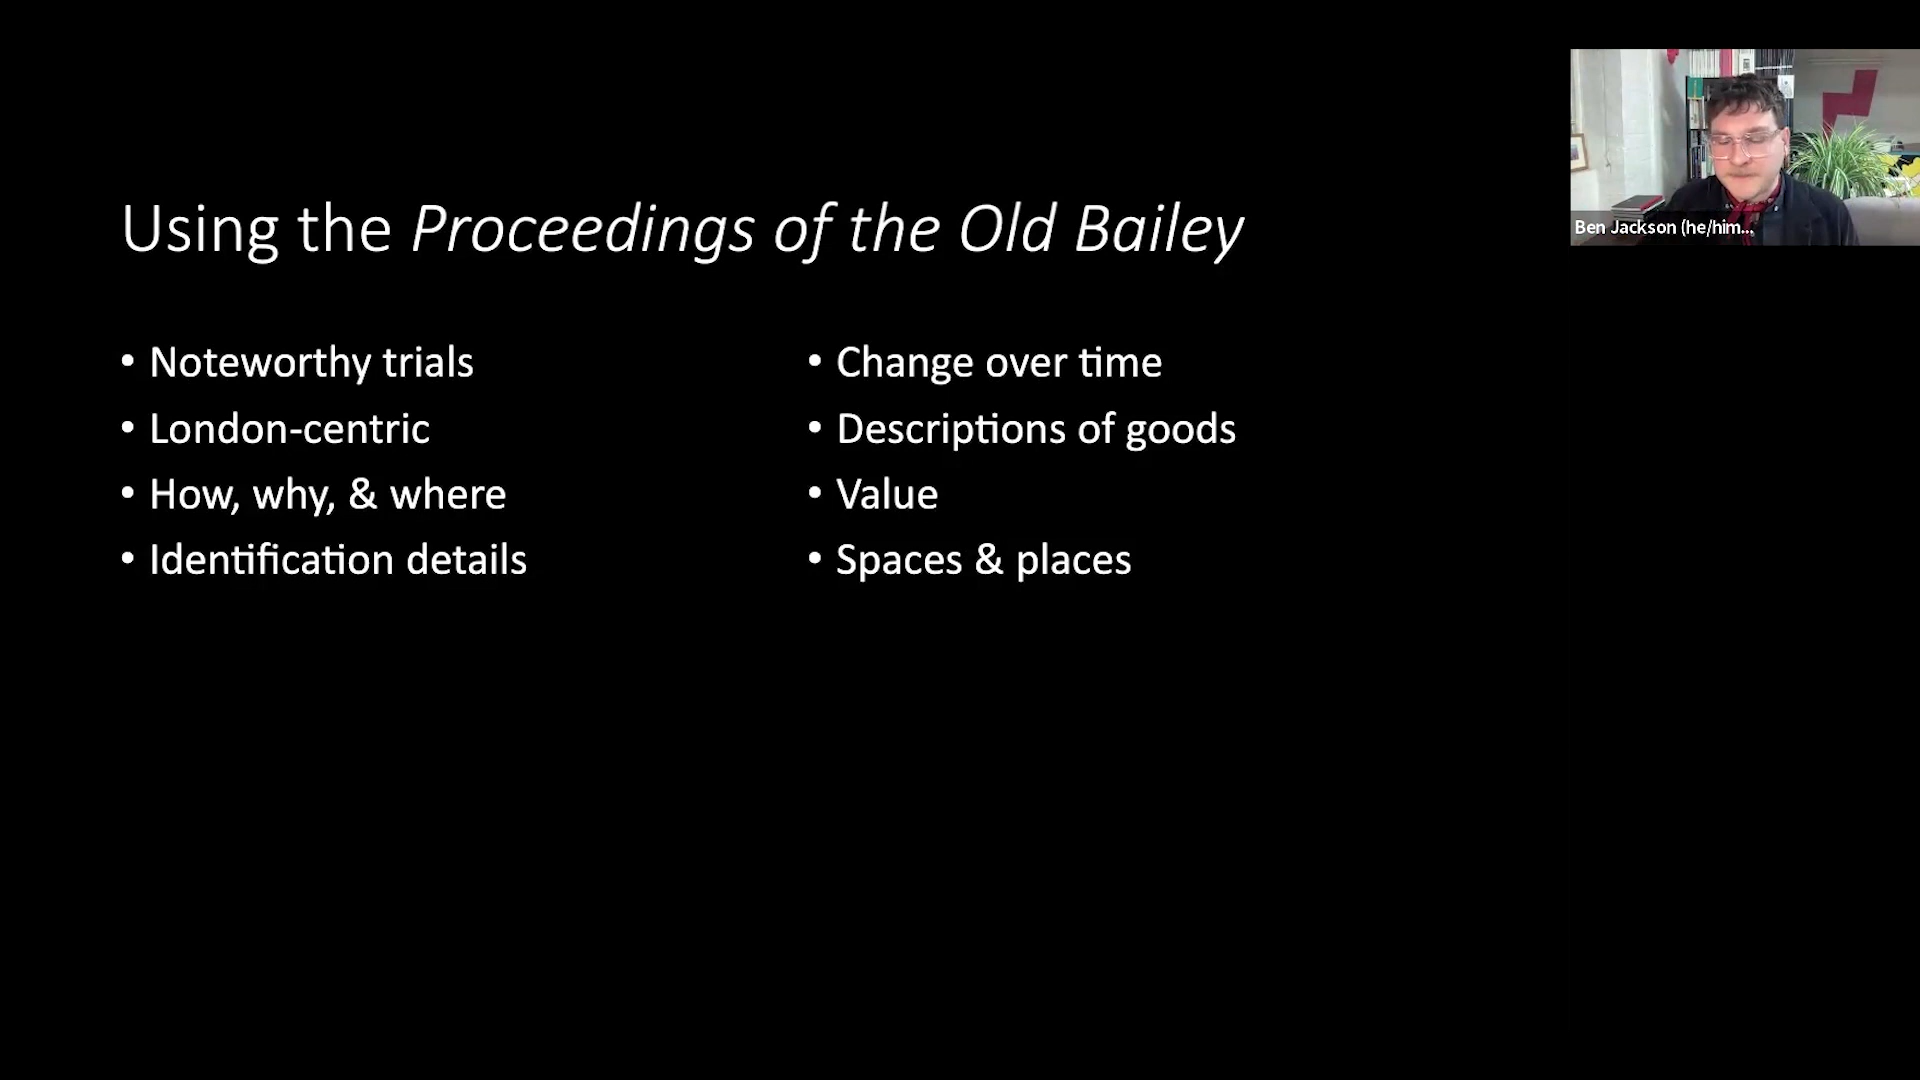 Using the Proceedings of the Old Bailey
• Noteworthy trials
• London-centric
• How, why, & where
• Identification details
• Change over time
• Descriptions of goods
• Value
• Spaces & places
Ben Jackson (he/him...